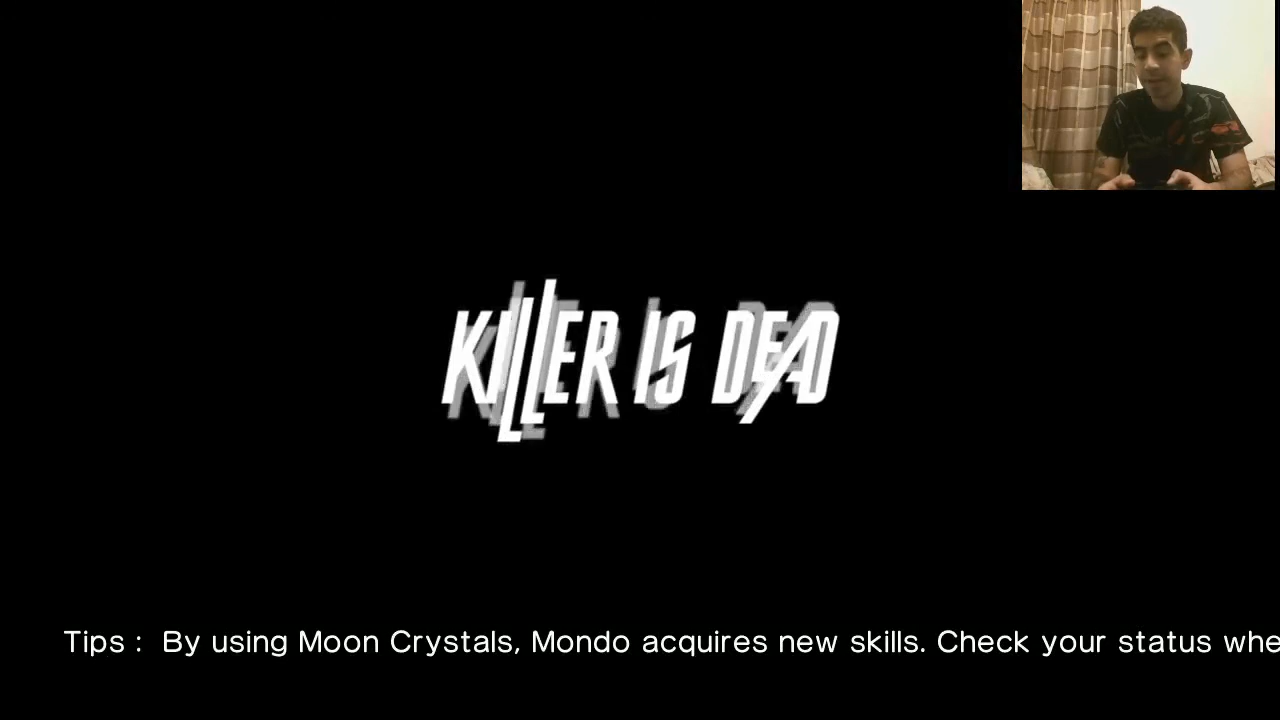 KILLER IS DEAD
Tips : By using Moon Crystals, Mondo acquires new skills. Check your status whe